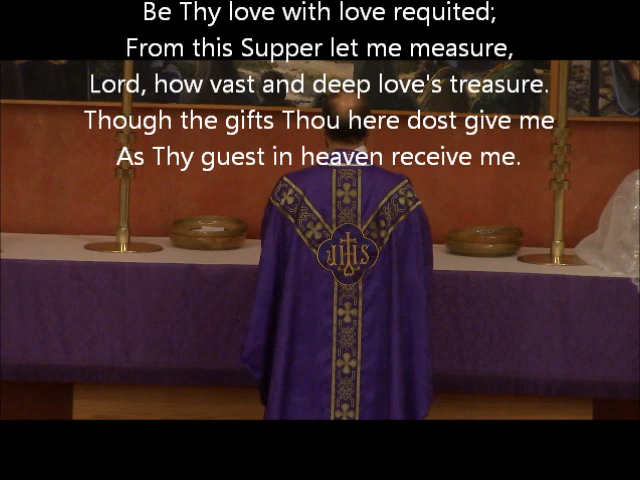 Be Thy love with love requited;
From this Supper let me measure,
Lord, how vast and deep love's treasure.
Though the gifts Thou here dost give me
As Thy guest in heaven receive me.
IHS